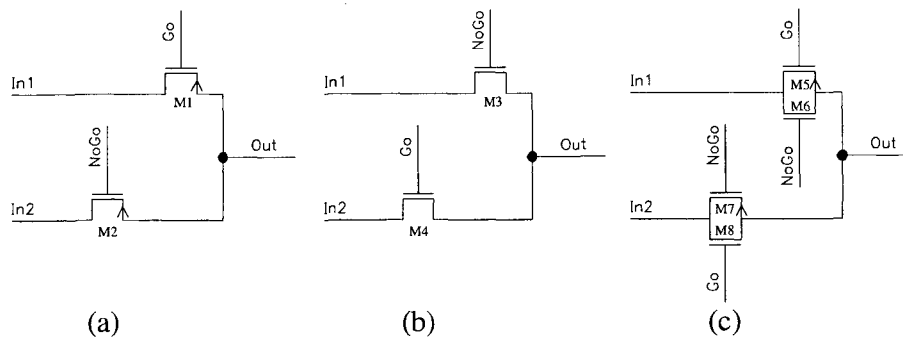 Go
In1
M1
NoGo
Out
In2
M2
(a)
NoGo
In1
M3
Go
Out
In2
M4
(b)
Go
In1
M5
M6
NoGo
NoGo
Out
In2
M7
M8
Go
(c)